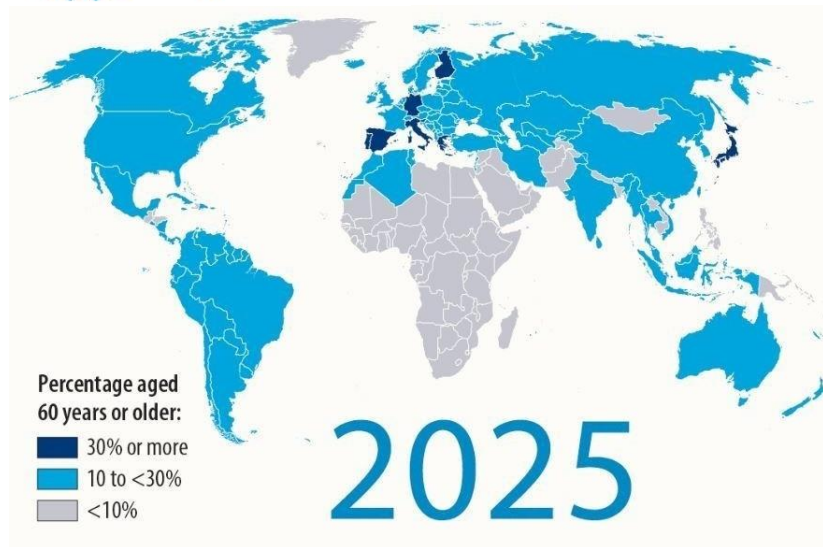 Percentage aged
60 years or older:
30% or more
10 to <30%
<10%
2025